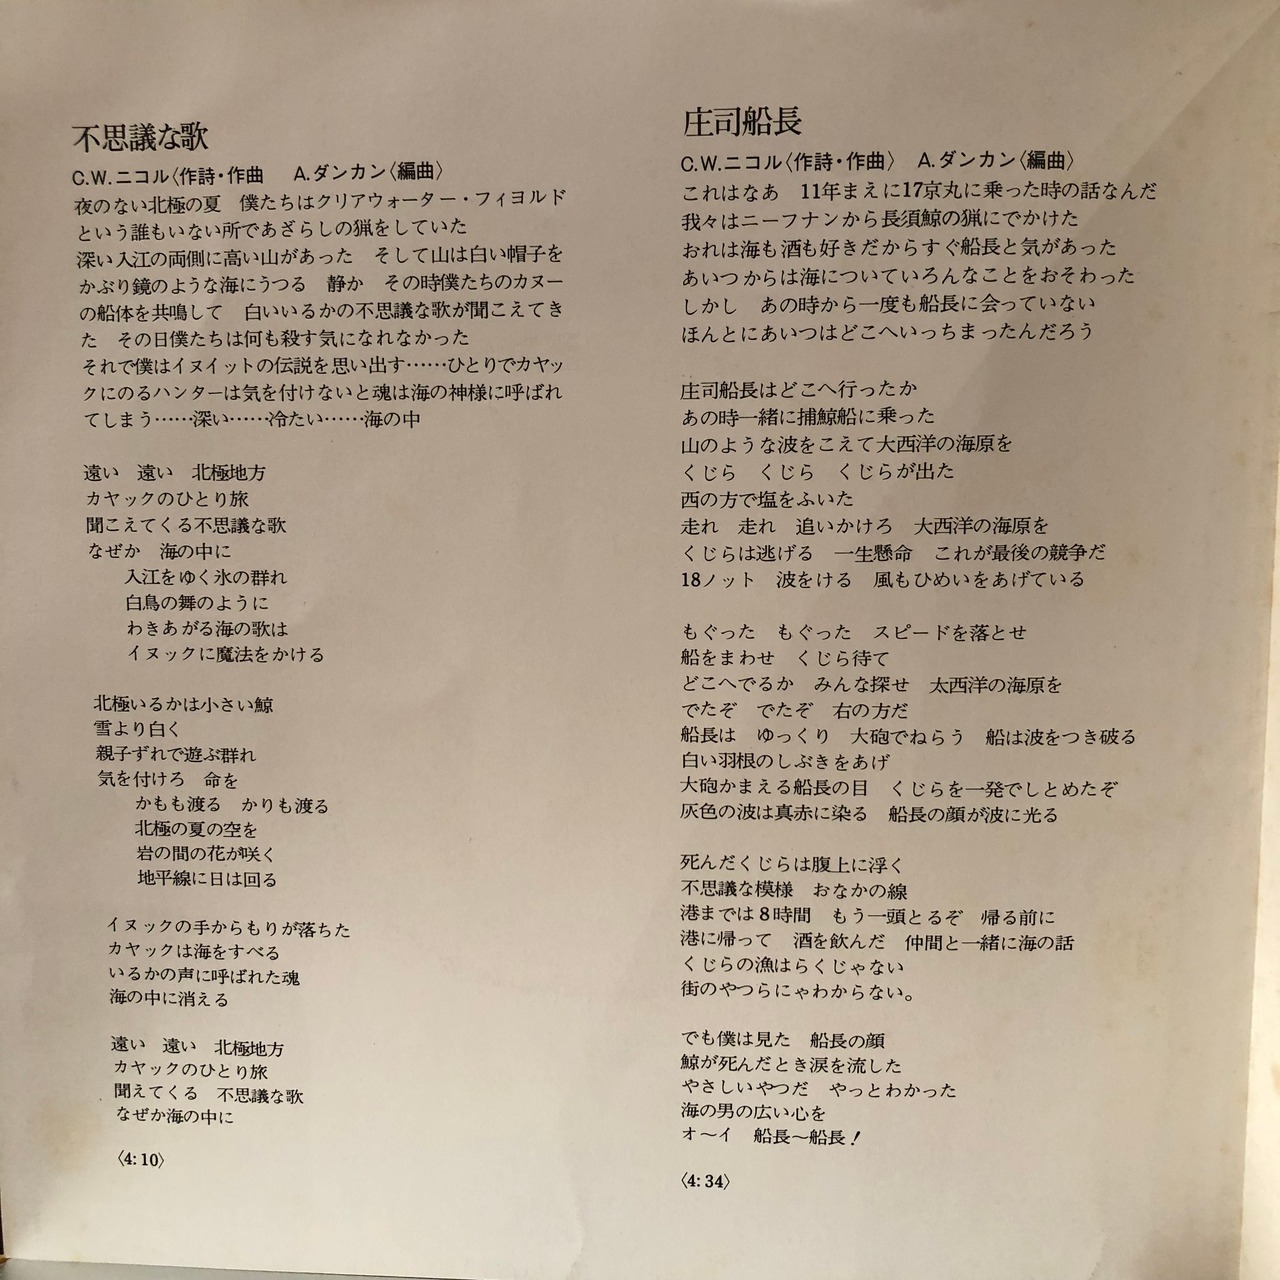 不思議な歌
C.W.ニコル〈作詩・作曲　A.ダンカン〈編曲〉
夜のない北極の夏　僕たちはクリアウォーター・フィヨルド
という誰もいない所であざらしの猟をしていた
深い入江の両側に高い山があった　そして山は白い帽子を
かぶり鏡のような海にうつる　静か　その時僕たちのカヌー
の船体を共鳴して　白いいるかの不思議な歌が聞こえてき
た　その日僕たちは何も殺す気になれなかった
それで僕はイヌイットの伝説を思い出す……ひとりでカヤッ
クにのるハンターは気を付けないと魂は海の神様に呼ばれ
てしまう……深い……冷たい……海の中
遠い　遠い　北極地方
カヤックのひとり旅
聞こえてくる不思議な歌
なぜか　海の中に
入江をゆく氷の群れ
白鳥の舞のように
わきあがる海の歌は
イヌックに魔法をかける
北極いるかは小さい鯨
雪より白く
親子ずれで遊ぶ群れ
気を付けろ　命を
かもも渡る　かりも渡る
北極の夏の空を
岩の間の花が咲く
地平線に日は回る
イヌックの手からもりが落ちた
カヤックは海をすべる
いるかの声に呼ばれた魂
海の中に消える
遠い　遠い　北極地方
カヤックのひとり旅
聞えてくる　不思議な歌
なぜか海の中に
〈4:10〉
庄司船長
C.W.ニコル〈作詩・作曲〉　A.ダンカン〈編曲〉
これはなあ　11年まえに17京丸に乗った時の話なんだ
我々はニーフナンから長須鯨の猟にでかけた
おれは海も酒も好きだからすぐ船長と気があった
あいつからは海についていろんなことをおそわった
しかし　あの時から一度も船長に会っていない
ほんとにあいつはどこへいっちまったんだろう
庄司船長はどこへ行ったか
あの時一緒に捕鯨船に乗った
山のような波をこえて大西洋の海原を
くじら　くじら　くじらが出た
西の方で塩をふいた
走れ　走れ　追いかけろ　大西洋の海原を
くじらは逃げる　一生懸命　これが最後の競争だ
18ノット　波をける　風もひめいをあげている
もぐった　もぐった　スピードを落とせ
船をまわせ　くじら待て
どこへでるか　みんな探せ　太西洋の海原を
でたぞ　でたぞ　右の方だ
船長は　ゆっくり　大砲でねらう　船は波をつき破る
白い羽根のしぶきをあげ
大砲かまえる船長の目　くじらを一発でしとめたぞ
灰色の波は真赤に染る　船長の顔が波に光る
死んだくじらは腹上に浮く
不思議な模様　おなかの線
港までは8時間　もう一頭とるぞ　帰る前に
港に帰って　酒を飲んだ　仲間と一緒に海の話
くじらの漁はらくじゃない
街のやつらにゃわからない。
でも僕は見た　船長の顔
鯨が死んだとき涙を流した
やさしいやつだ　やっとわかった
海の男の広い心を
オ〜イ　船長〜船長！
〈4:34〉